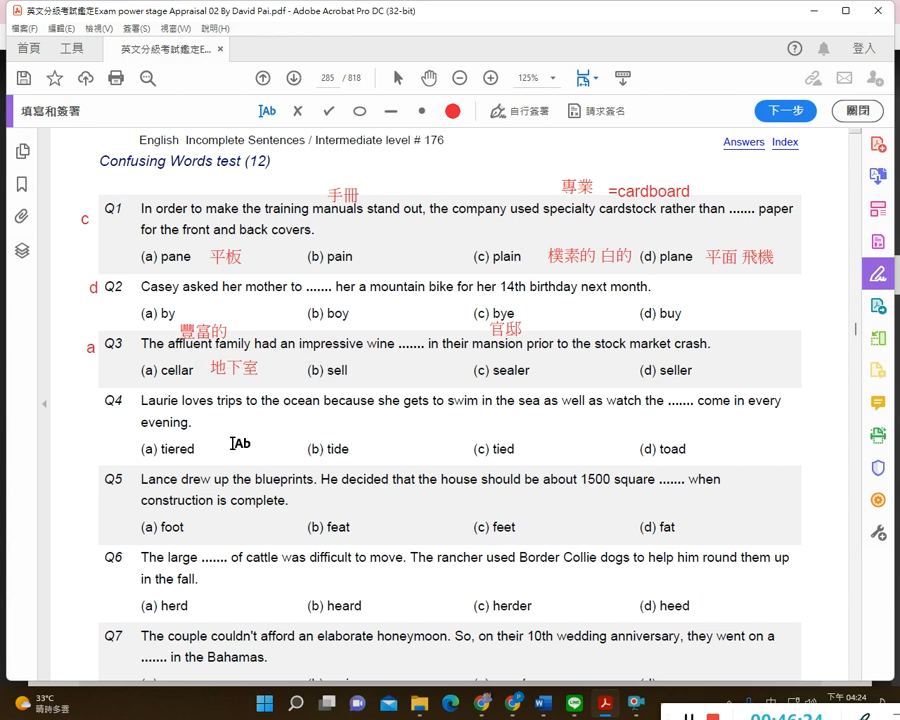 英文分級考試鑑定Exam power stage Appraisal 02 By David Pai.pdf - Adobe Acrobat Pro DC (32-bit)
檔案(F) 編輯(E) 檢視(V) 簽署(S) 視窗(W) 說明(H)
首頁 工具 英文分級考試鑑定E... × 登入
285 / 818 125%
填寫和簽署 Ab 自行簽署 請求簽名 下一步 關閉
English Incomplete Sentences / Intermediate level # 176 Answers Index
Confusing Words test (12)
手冊 專業 =cardboard
c Q1 In order to make the training manuals stand out, the company used specialty cardstock rather than ....... paper
for the front and back covers.
(a) pane 平板 (b) pain (c) plain 樸素的 白的 (d) plane 平面 飛機
d Q2 Casey asked her mother to ....... her a mountain bike for her 14th birthday next month.
(a) by (b) boy (c) bye (d) buy
豐富的 官邸
a Q3 The affluent family had an impressive wine ....... in their mansion prior to the stock market crash.
(a) cellar 地下室 (b) sell (c) sealer (d) seller
Q4 Laurie loves trips to the ocean because she gets to swim in the sea as well as watch the ....... come in every
evening.
(a) tiered Ab (b) tide (c) tied (d) toad
Q5 Lance drew up the blueprints. He decided that the house should be about 1500 square ....... when
construction is complete.
(a) foot (b) feat (c) feet (d) fat
Q6 The large ....... of cattle was difficult to move. The rancher used Border Collie dogs to help him round them up
in the fall.
(a) herd (b) heard (c) herder (d) heed
Q7 The couple couldn't afford an elaborate honeymoon. So, on their 10th wedding anniversary, they went on a
....... in the Bahamas.
33°C
晴時多雲
下午 04:24
00:46:24